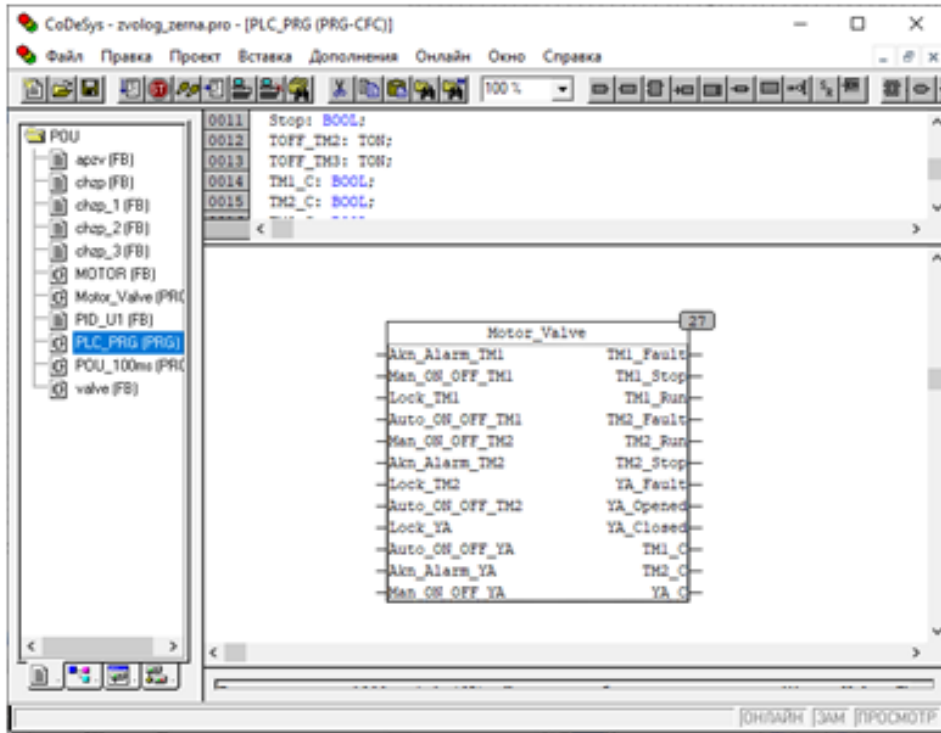 CoDeSys - zvolog_zerna.pro - [PLC_PRG (PRG-CFC)]
Файл Правка Проект Вставка Дополнения Онлайн Окно Справка
100 %
POU
apzv (FB)
chzp (FB)
chzp_1 (FB)
chzp_2 (FB)
chzp_3 (FB)
MOTOR (FB)
Motor_Valve (PRG
PID_U1 (FB)
PLC_PRG (PRG)
POU_100ms (PRG
valve (FB)
0011 Stop: BOOL;
0012 TOFF_TM2: TON;
0013 TOFF_TM3: TON;
0014 TM1_C: BOOL;
0015 TM2_C: BOOL;
27
Motor_Valve
Akn_Alarm_TM1 TM1_Fault
Man_ON_OFF_TM1 TM1_Stop
Lock_TM1 TM1_Run
Auto_ON_OFF_TM1 TM2_Fault
Man_ON_OFF_TM2 TM2_Run
Akn_Alarm_TM2 TM2_Stop
Lock_TM2 YA_Fault
Auto_ON_OFF_TM2 YA_Opened
Lock_YA YA_Closed
Auto_ON_OFF_YA TM1_C
Akn_Alarm_YA TM2_C
Man_ON_OFF_YA YA_C
ОНЛАЙН ЗАМ ПРОСМОТР